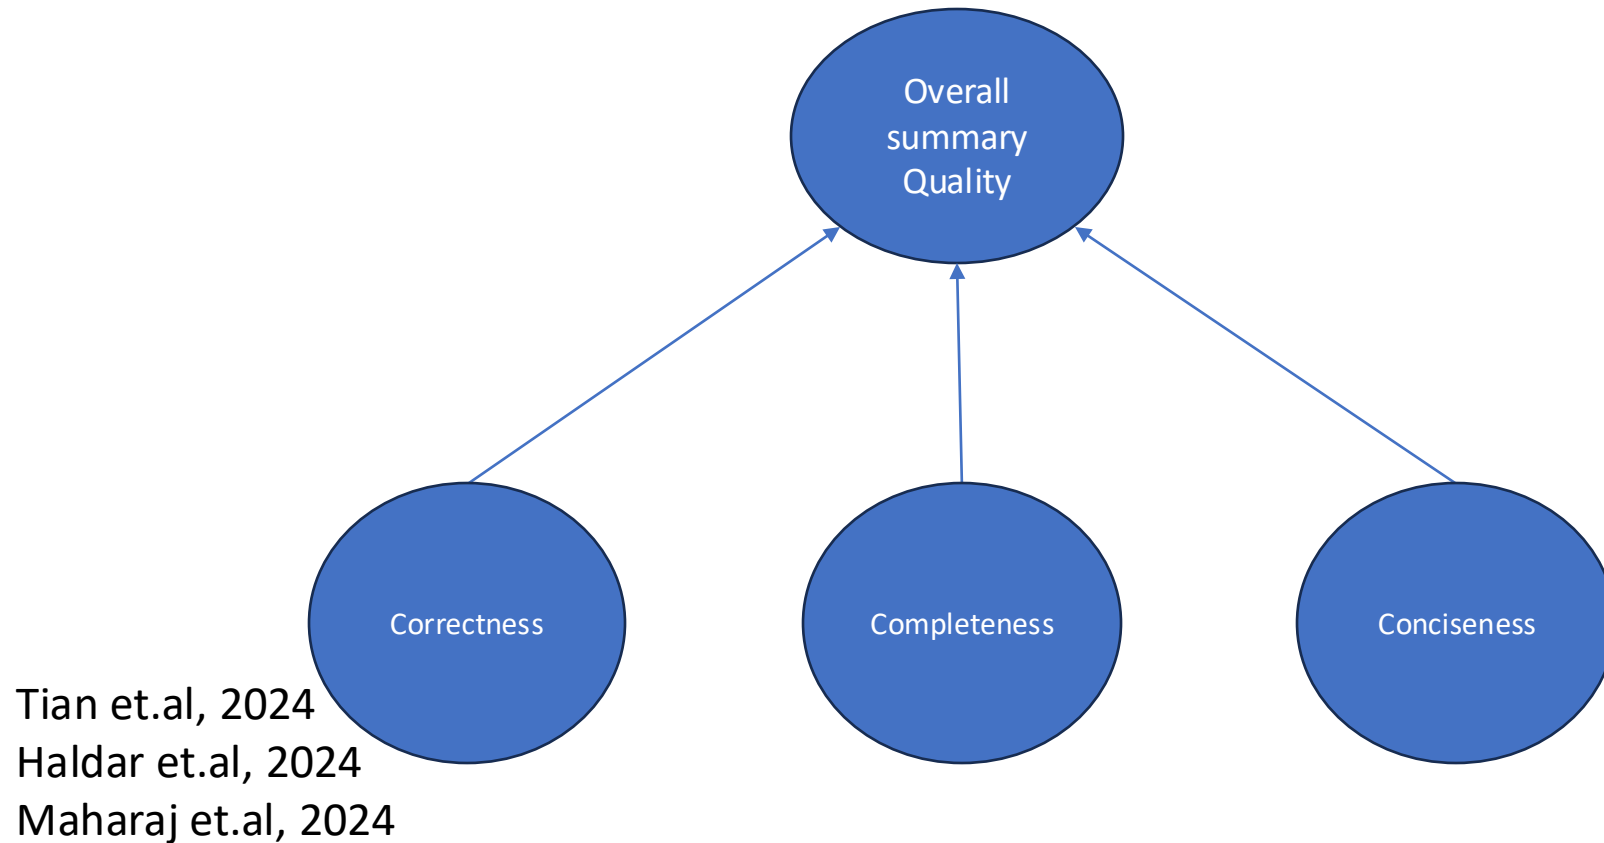 Overall
summary
Quality
Correctness
Completeness
Conciseness
Tian et.al, 2024
Haldar et.al, 2024
Maharaj et.al, 2024